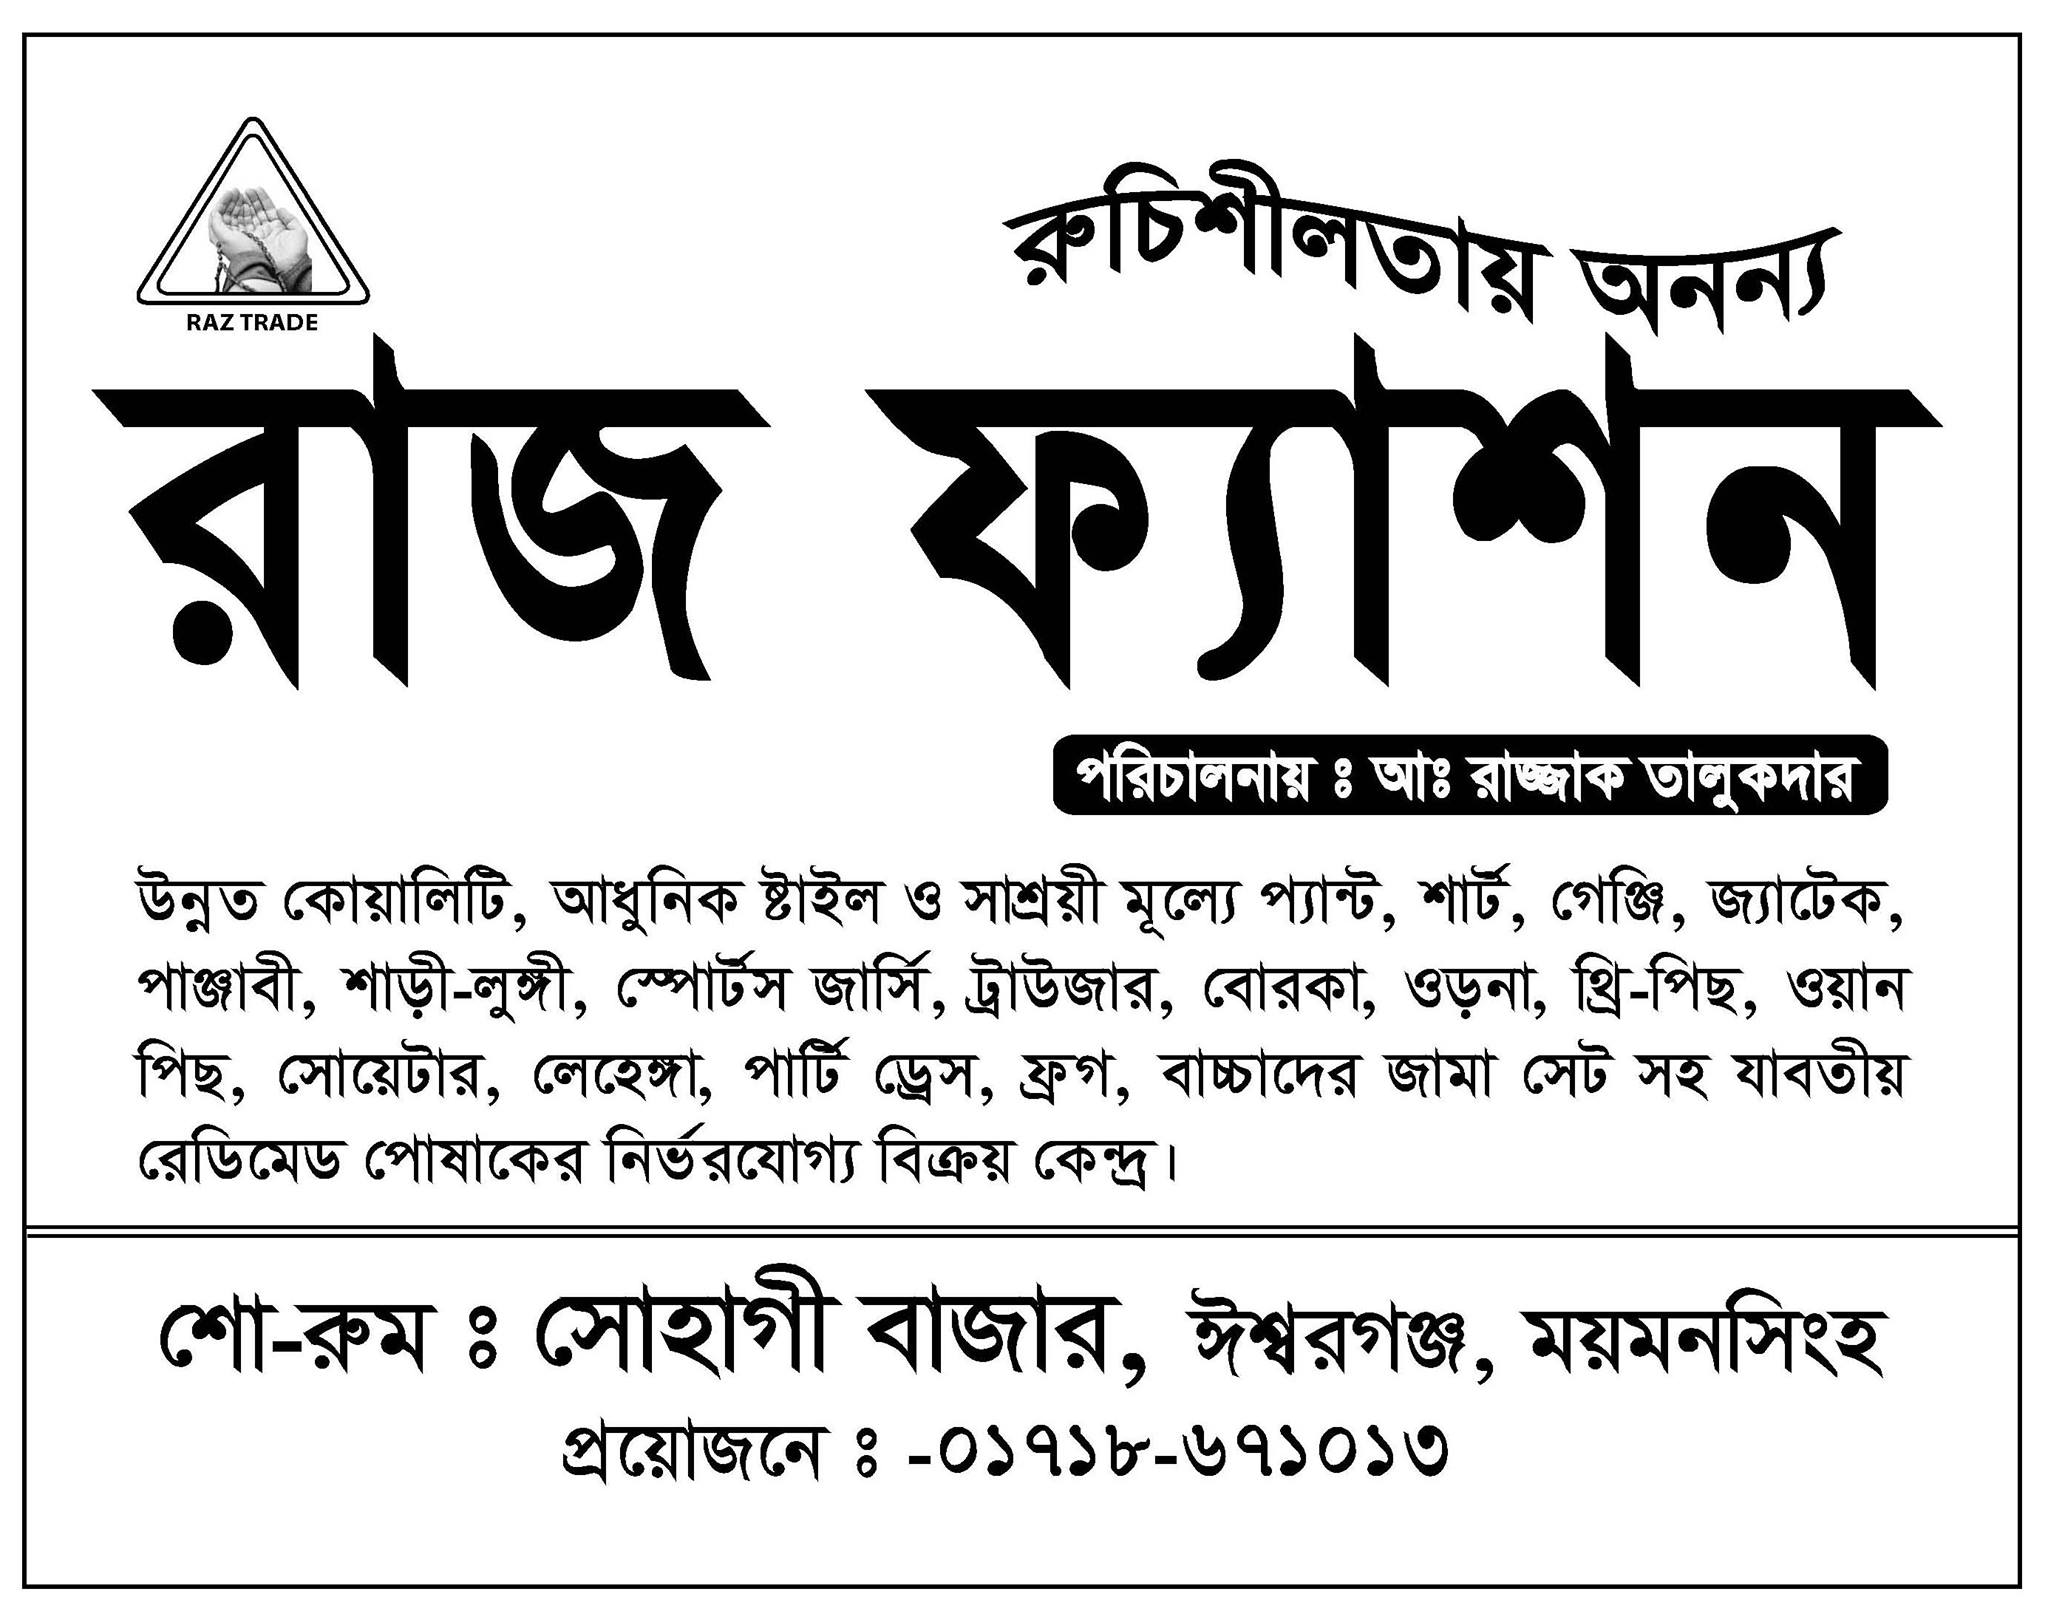 RAZ TRADE
রুচিশীলতায় অনন্য
রাজ ফ্যাশন
পরিচালনায় ঃ আঃ রাজ্জাক তালুকদার
উন্নত কোয়ালিটি, আধুনিক ষ্টাইল ও সাশ্রয়ী মূল্যে প্যান্ট, শার্ট, গেঞ্জি, জ্যাটেক,
পাঞ্জাবী, শাড়ী-লুঙ্গী, স্পোর্টস জার্সি, ট্রাউজার, বোরকা, ওড়না, থ্রি-পিছ, ওয়ান
পিছ, সোয়েটার, লেহেঙ্গা, পার্টি ড্রেস, ফ্রগ, বাচ্চাদের জামা সেট সহ যাবতীয়
রেডিমেড পোষাকের নির্ভরযোগ্য বিক্রয় কেন্দ্র।
শো-রুম ঃ সোহাগী বাজার, ঈশ্বরগঞ্জ, ময়মনসিংহ
প্রয়োজনে ঃ -০১৭১৮-৬৭১০১৩